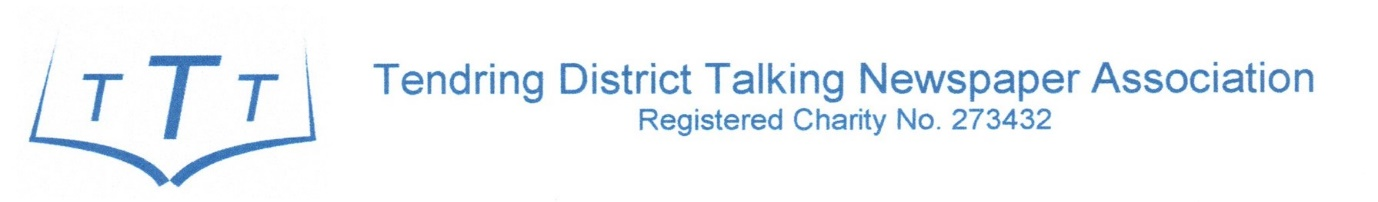 T T T
Tendring District Talking Newspaper Association
Registered Charity No. 273432